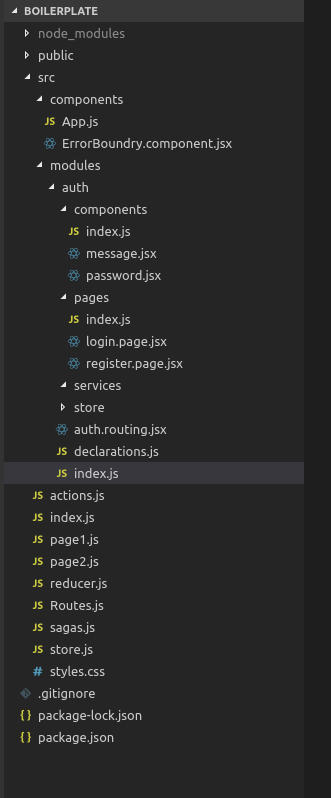 BOILERPLATE
node_modules
public
src
components
JS App.js
ErrorBoundry.component.jsx
modules
auth
components
JS index.js
message.jsx
password.jsx
pages
JS index.js
login.page.jsx
register.page.jsx
services
store
auth.routing.jsx
JS declarations.js
JS index.js
JS actions.js
JS index.js
JS page1.js
JS page2.js
JS reducer.js
JS Routes.js
JS sagas.js
JS store.js
# styles.css
.gitignore
{ } package-lock.json
{ } package.json